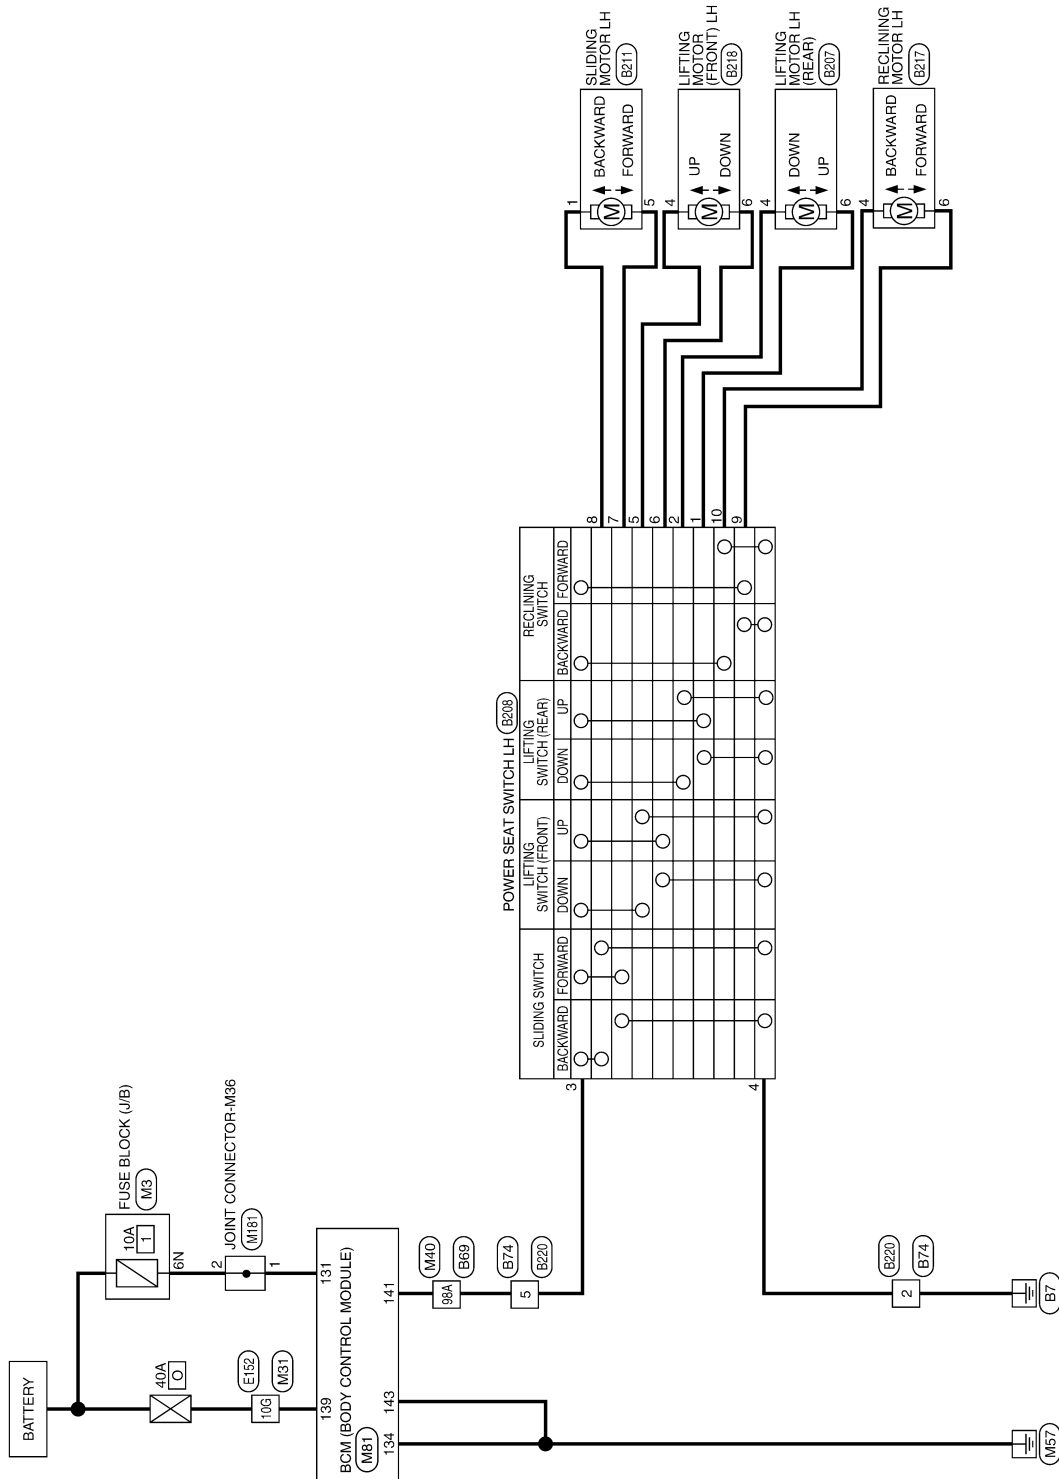 BATTERY
40A
O
E152
10G
M31
139
FUSE BLOCK (J/B)
M3
10A
1
6N
JOINT CONNECTOR-M36
M181
2
1
131
BCM (BODY CONTROL MODULE)
M81
134
143
141
M40
98A
B69
B74
5
B220
M57
3
4
B220
2
B74
B7
POWER SEAT SWITCH LH
B208
SLIDING SWITCH
BACKWARD
FORWARD
LIFTING
SWITCH (FRONT)
DOWN
UP
LIFTING
SWITCH (REAR)
DOWN
UP
RECLINING
SWITCH
BACKWARD
FORWARD
8
7
5
6
2
1
10
9
SLIDING
MOTOR LH
B211
1
M
BACKWARD
FORWARD
5
LIFTING
MOTOR
(FRONT) LH
B218
4
M
UP
DOWN
6
LIFTING
MOTOR LH
(REAR)
B207
4
M
DOWN
UP
6
RECLINING
MOTOR LH
B217
4
M
BACKWARD
FORWARD
6